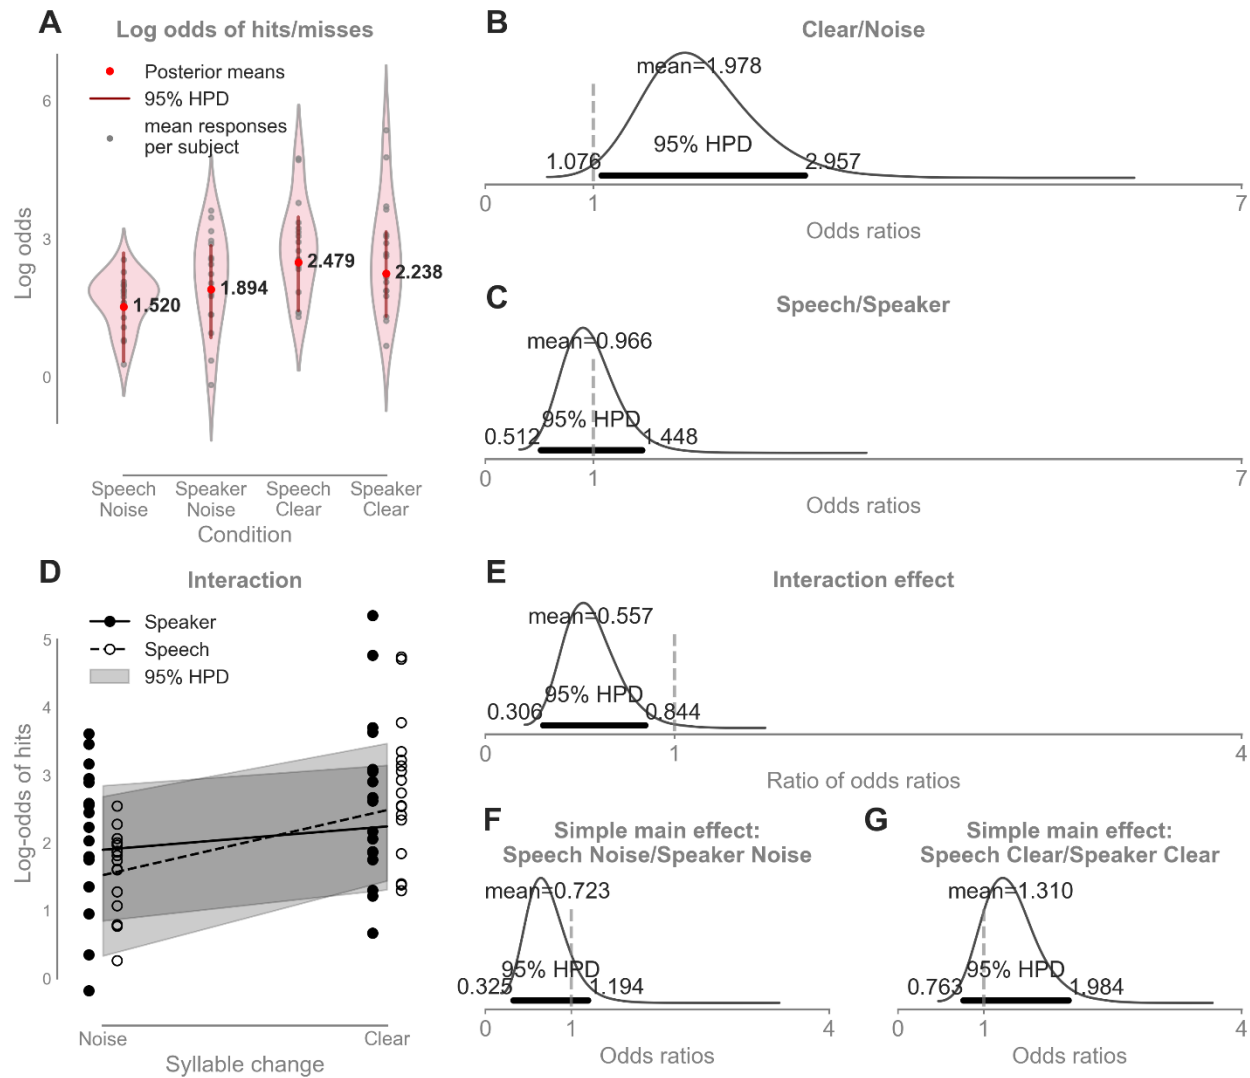 A
Log odds of hits/misses
Posterior means
95% HPD
mean responses
per subject
6
3
0
Log odds
1.520
1.894
2.479
2.238
Speech
Noise
Speaker
Noise
Speech
Clear
Speaker
Clear
Condition
B
Clear/Noise
mean=1.978
95% HPD
1.076
2.957
0
1
7
Odds ratios
C
Speech/Speaker
mean=0.966
95% HPD
0.512
1.448
0
1
7
Odds ratios
D
Interaction
Speaker
Speech
95% HPD
5
4
3
2
1
0
Log-odds of hits
Noise
Clear
Syllable change
E
Interaction effect
mean=0.557
95% HPD
0.306
0.844
0
1
4
Ratio of odds ratios
F
Simple main effect:
Speech Noise/Speaker Noise
mean=0.723
95% HPD
0.325
1.194
0
1
4
Odds ratios
G
Simple main effect:
Speech Clear/Speaker Clear
mean=1.310
95% HPD
0.763
1.984
0
1
4
Odds ratios